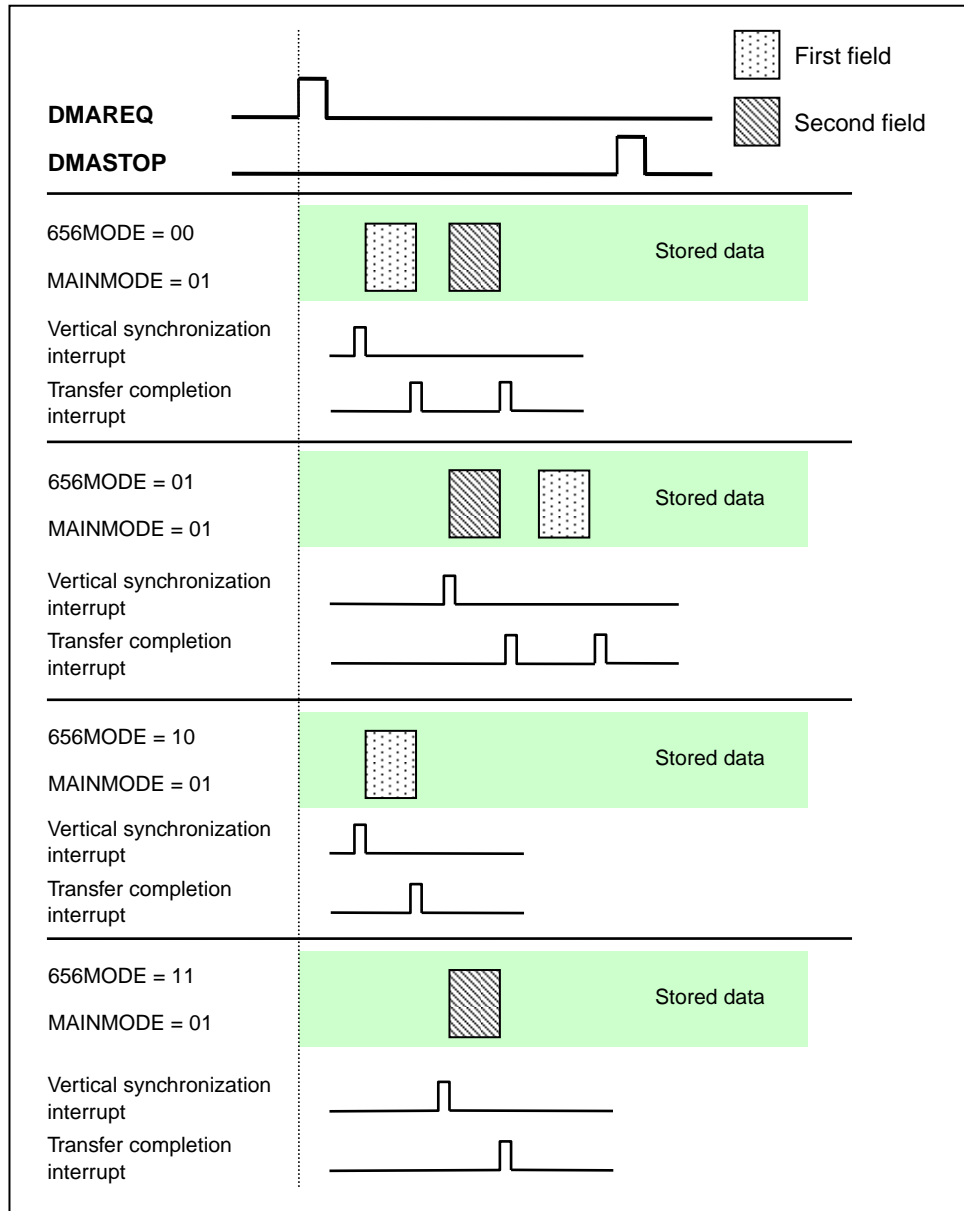 First field
DMAREQ
Second field
DMASTOP
656MODE = 00
Stored data
MAINMODE = 01
Vertical synchronization
interrupt
Transfer completion
interrupt
656MODE = 01
Stored data
MAINMODE = 01
Vertical synchronization
interrupt
Transfer completion
interrupt
656MODE = 10
Stored data
MAINMODE = 01
Vertical synchronization
interrupt
Transfer completion
interrupt
656MODE = 11
Stored data
MAINMODE = 01
Vertical synchronization
interrupt
Transfer completion
interrupt